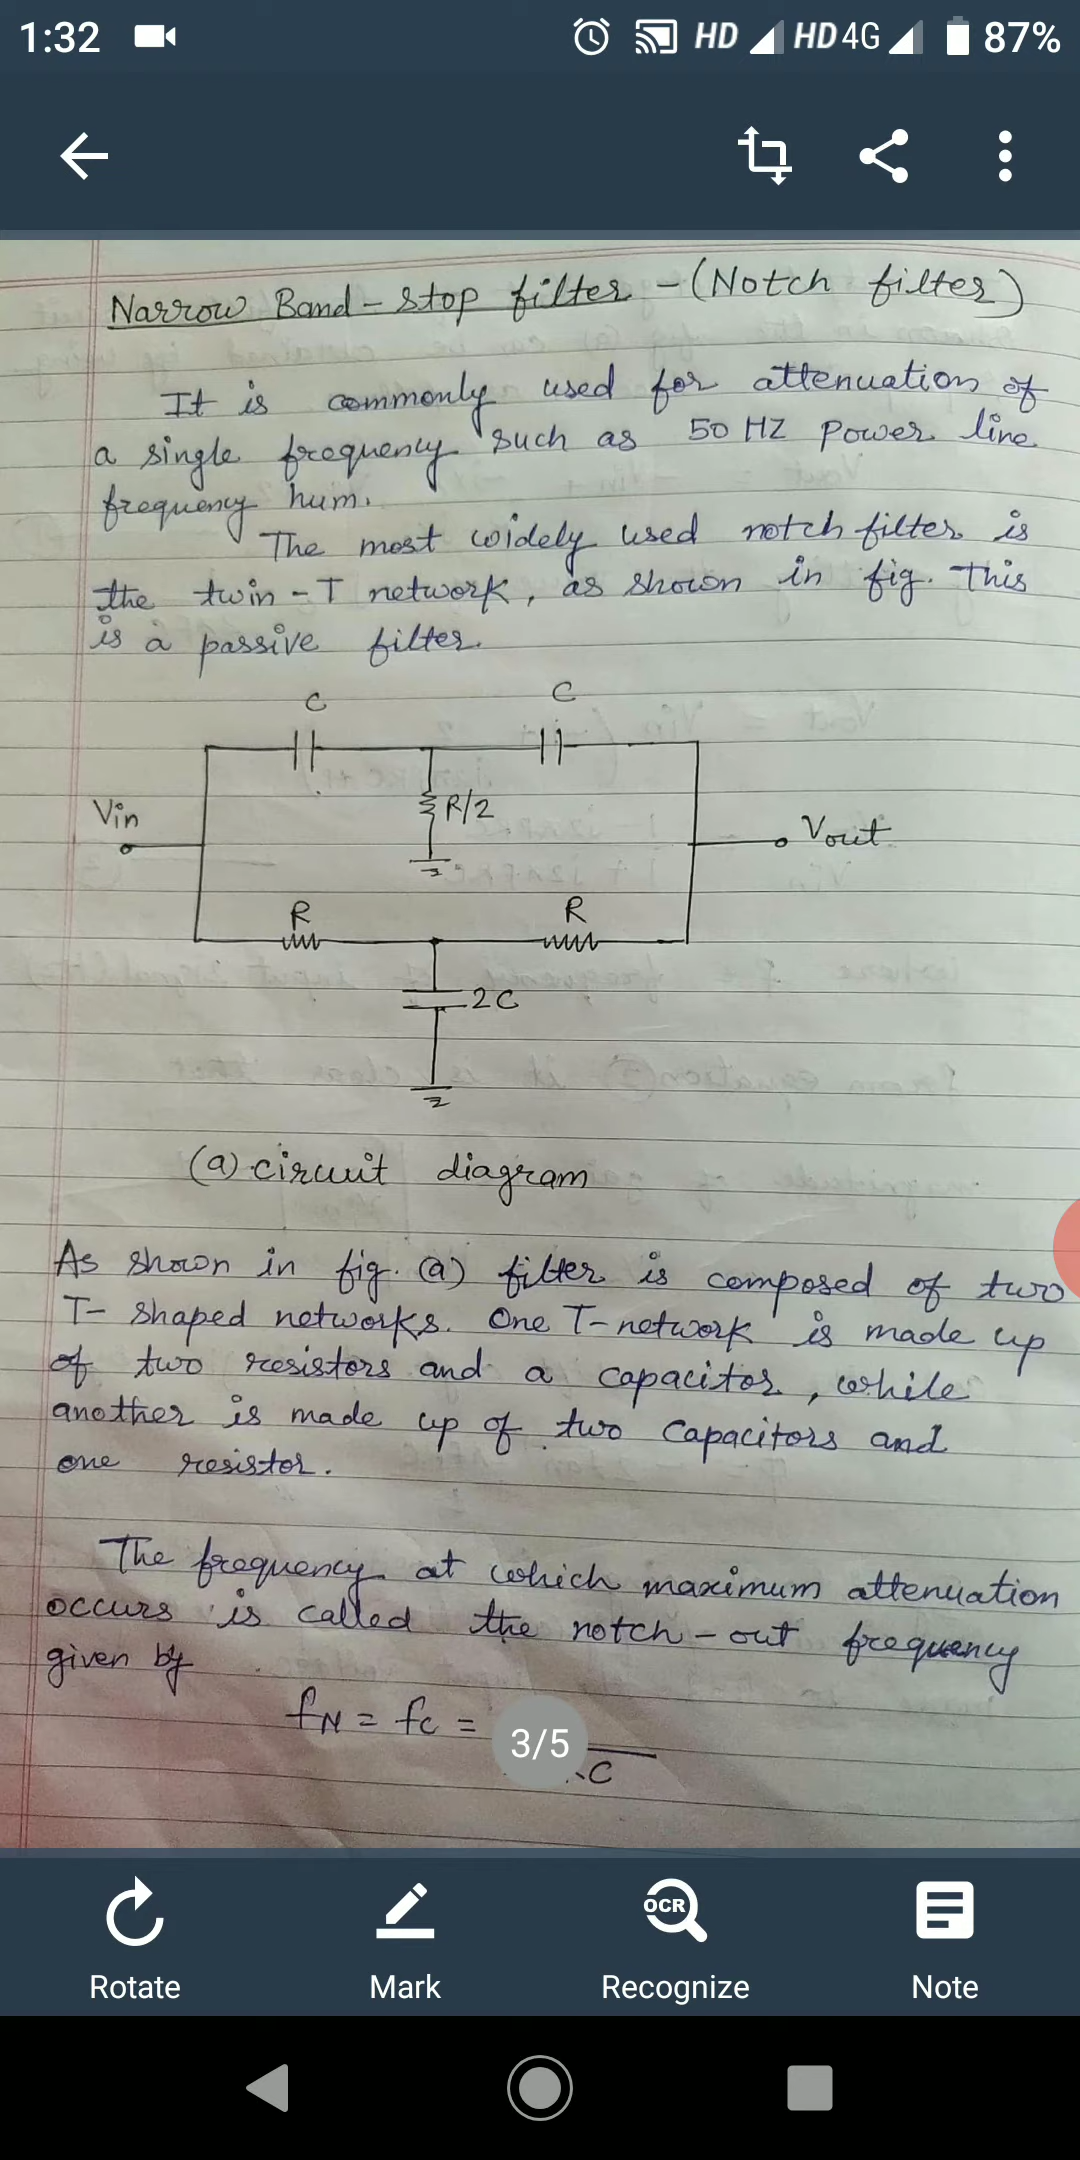 1:32 HD HD 4G 87%
Narrow Band-stop filter - (Notch filter)
It is commonly used for attenuation of
a single frequency such as 50 HZ power line
frequency hum.
The most widely used notch filter is
the twin-T network, as shown in fig. This
is a passive filter.
C C
Vin R/2 Vout
R R
2C
(a) circuit diagram
As shown in fig. (a) filter is composed of two
T- shaped networks. One T-network is made up
of two resistors and a capacitor, while
another is made up of two capacitors and
one resistor.
The frequency at which maximum attenuation
occurs is called the notch-out frequency
given by
fN = fc =
C
3/5
OCR
Rotate Mark Recognize Note